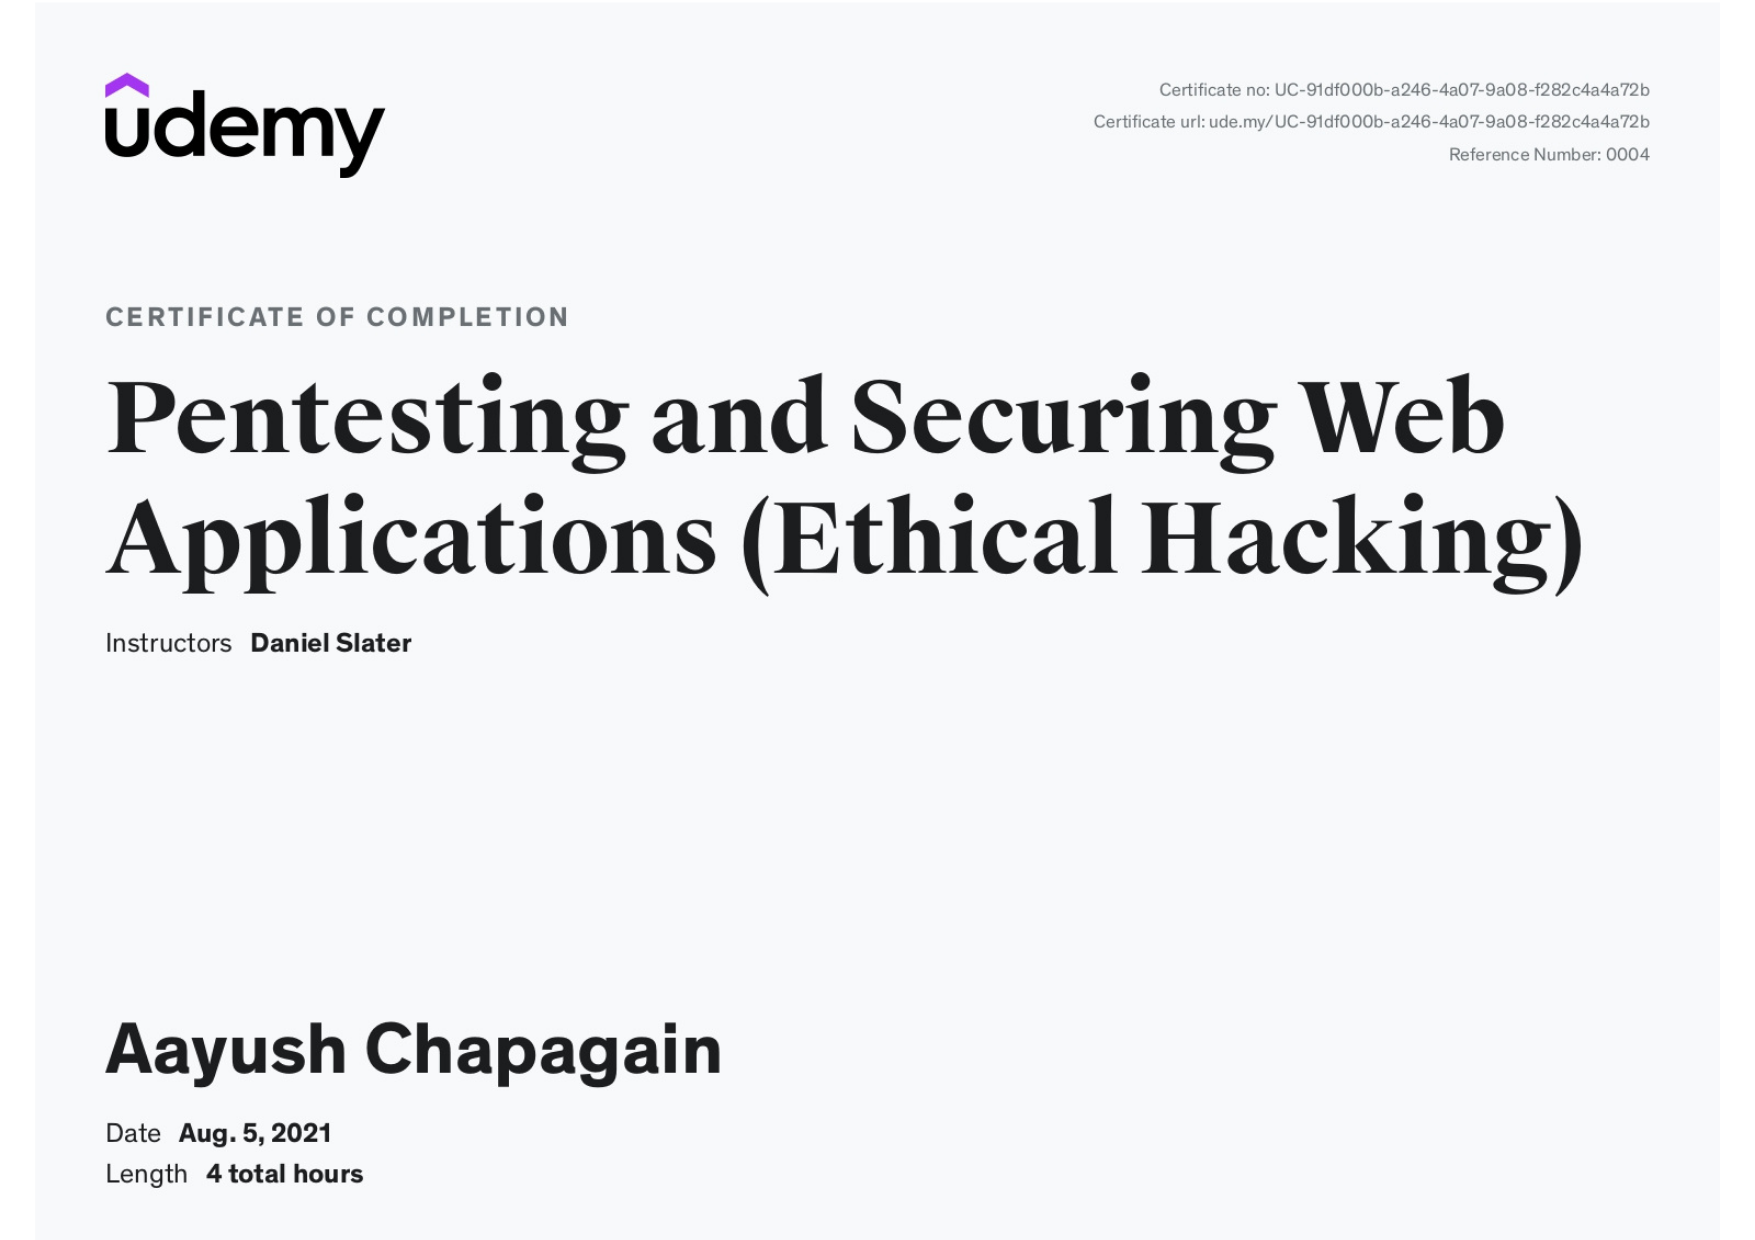 udemy
Certificate no: UC-91df000b-a246-4a07-9a08-f282c4a4a72b
Certificate url: ude.my/UC-91df000b-a246-4a07-9a08-f282c4a4a72b
Reference Number: 0004
CERTIFICATE OF COMPLETION
Pentesting and Securing Web
Applications (Ethical Hacking)
Instructors Daniel Slater
Aayush Chapagain
Date Aug. 5, 2021
Length 4 total hours